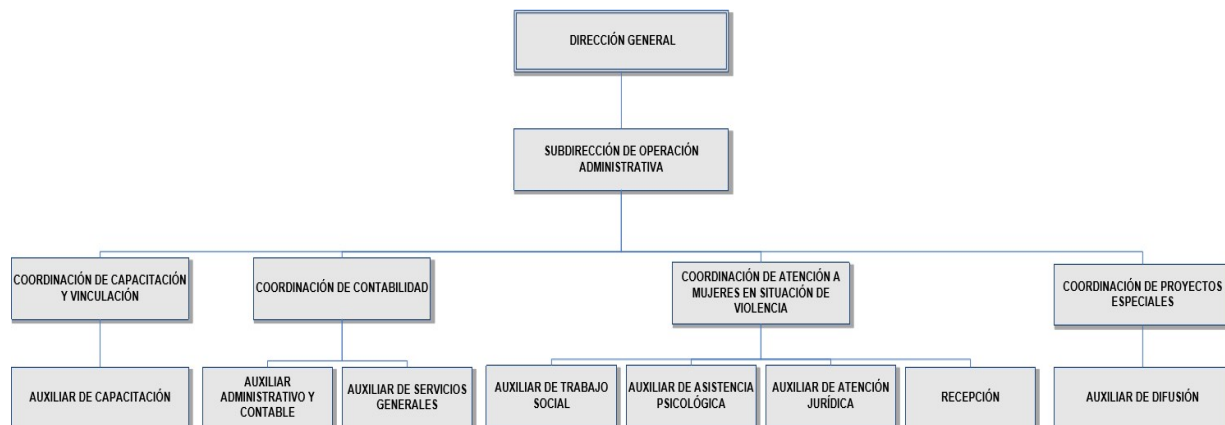 DIRECCIÓN GENERAL
SUBDIRECCIÓN DE OPERACIÓN
ADMINISTRATIVA
COORDINACIÓN DE CAPACITACIÓN
Y VINCULACIÓN
COORDINACIÓN DE CONTABILIDAD
COORDINACIÓN DE ATENCIÓN A
MUJERES EN SITUACIÓN DE
VIOLENCIA
COORDINACIÓN DE PROYECTOS
ESPECIALES
AUXILIAR DE CAPACITACIÓN
AUXILIAR
ADMINISTRATIVO Y
CONTABLE
AUXILIAR DE SERVICIOS
GENERALES
AUXILIAR DE TRABAJO
SOCIAL
AUXILIAR DE ASISTENCIA
PSICOLÓGICA
AUXILIAR DE ATENCIÓN
JURÍDICA
RECEPCIÓN
AUXILIAR DE DIFUSIÓN